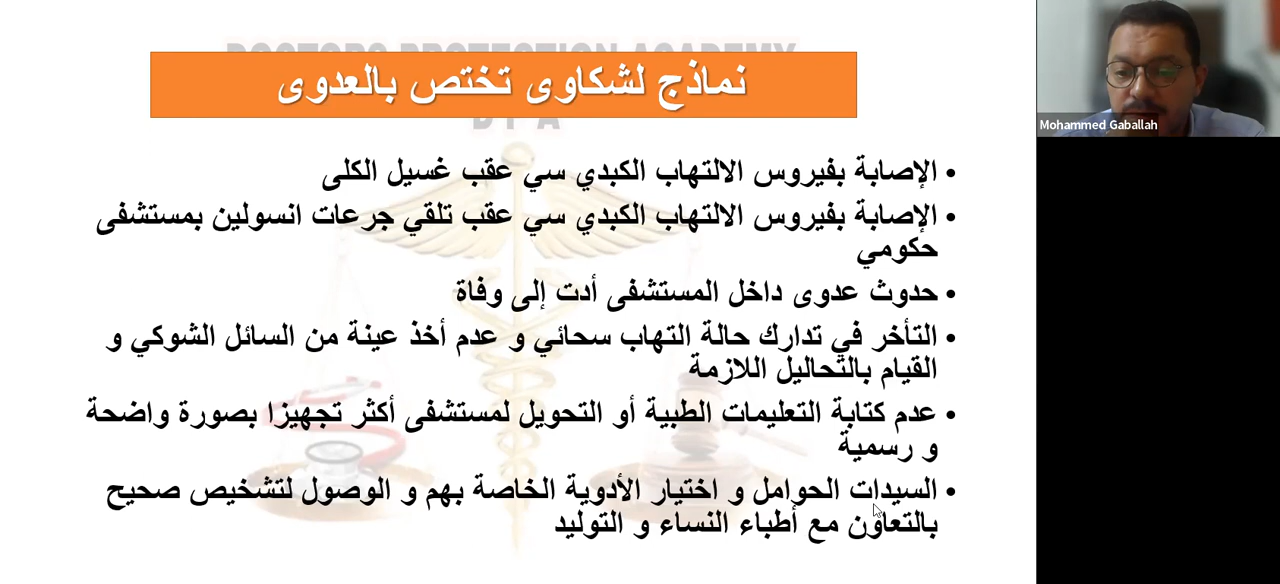 DOCTORS PROTECTION ACADEMY
نماذج لشكاوى تختص بالعدوى
D P A
Mohammed Gaballah
• الإصابة بفيروس الالتهاب الكبدي سي عقب غسيل الكلى
• الإصابة بفيروس الالتهاب الكبدي سي عقب تلقي جرعات انسولين بمستشفى
حكومي
• حدوث عدوى داخل المستشفى أدت إلى وفاة
• التأخر في تدارك حالة التهاب سحائي و عدم أخذ عينة من السائل الشوكي و
القيام بالتحاليل اللازمة
• عدم كتابة التعليمات الطبية أو التحويل لمستشفى أكثر تجهيزا بصورة واضحة
و رسمية
• السيدات الحوامل و اختيار الأدوية الخاصة بهم و الوصول لتشخيص صحيح
بالتعاون مع أطباء النساء و التوليد